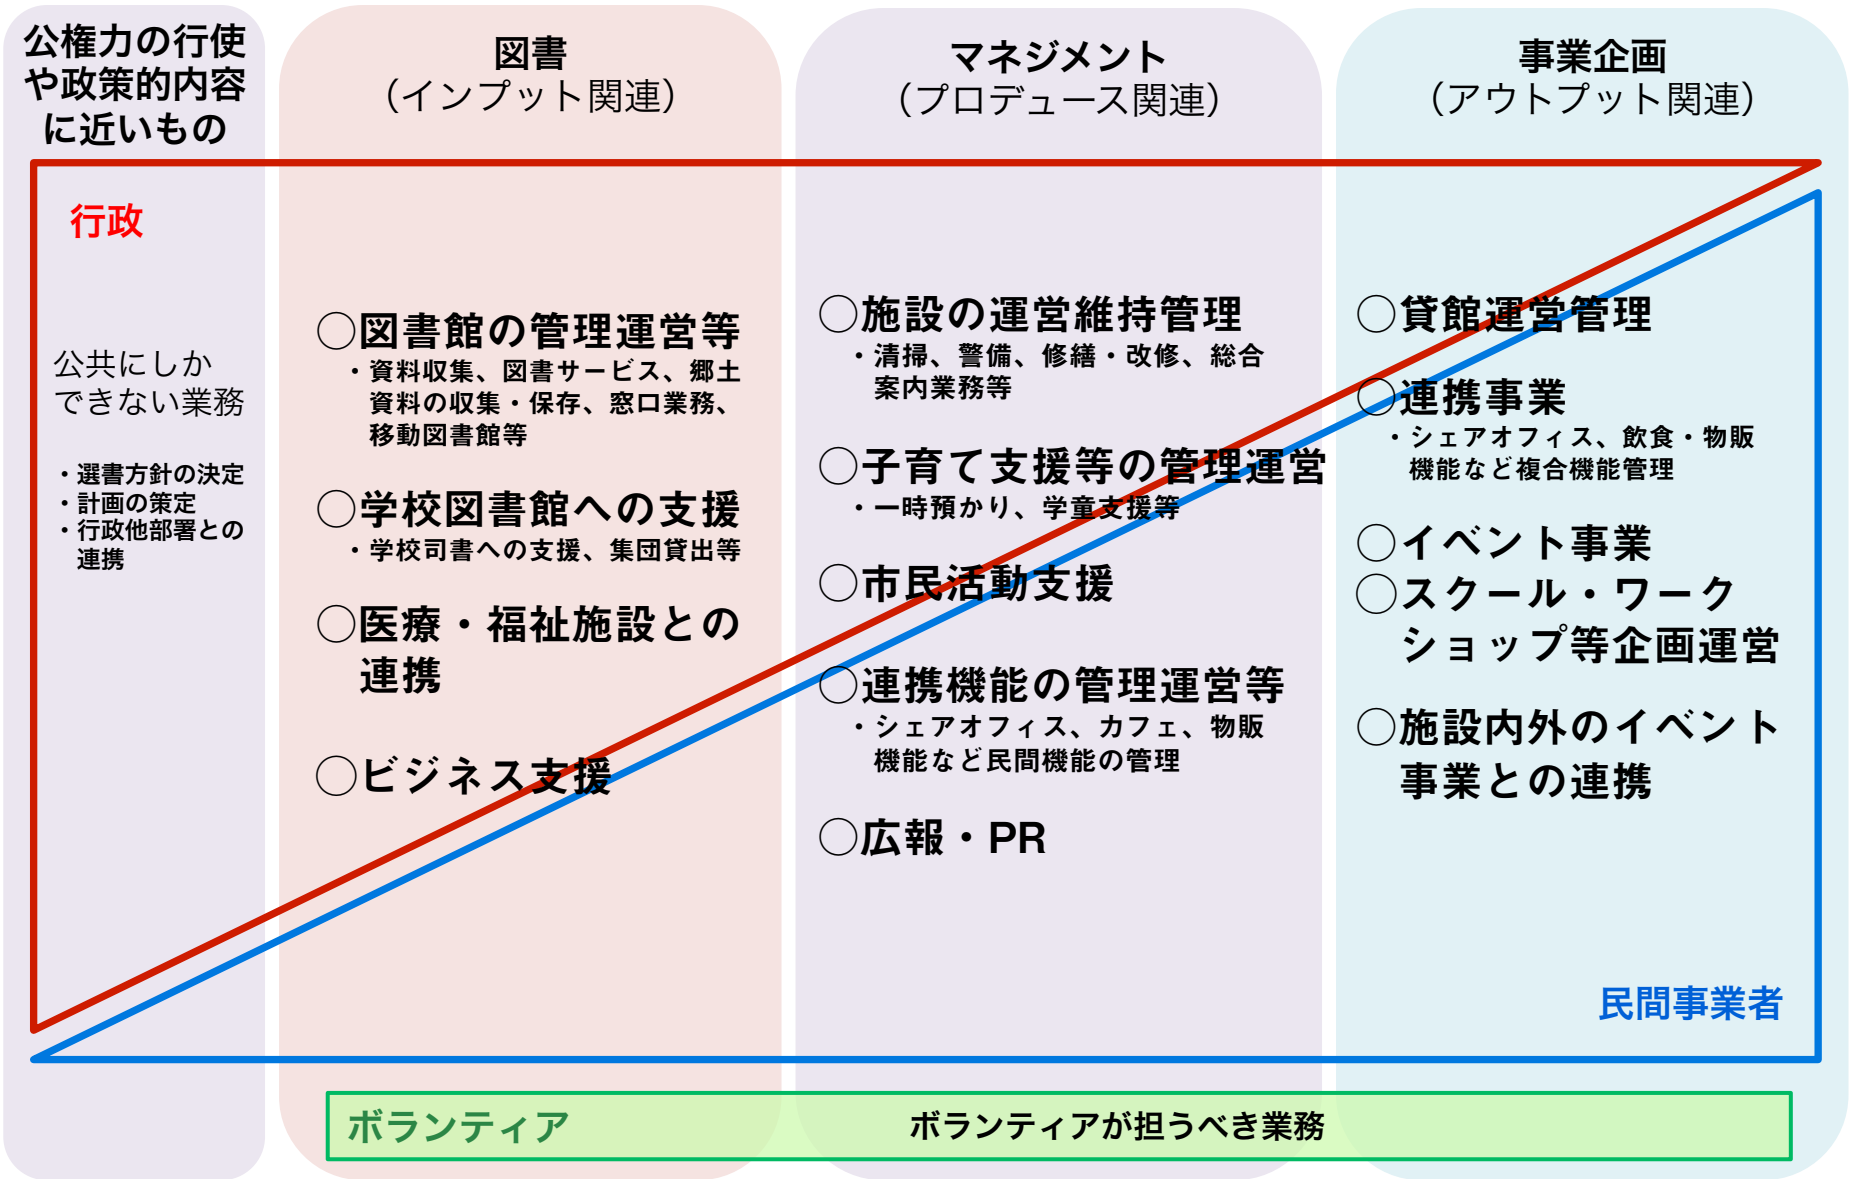 公権力の行使
や政策的内容
に近いもの
行政
公共にしか
できない業務
・選書方針の決定
・計画の策定
・行政他部署との
連携
図書
（インプット関連）
◯図書館の管理運営等
・資料収集、図書サービス、郷土
資料の収集・保存、窓口業務、
移動図書館等
◯学校図書館への支援
・学校司書への支援、集団貸出等
◯医療・福祉施設との
連携
◯ビジネス支援
マネジメント
（プロデュース関連）
◯施設の運営維持管理
・清掃、警備、修繕・改修、総合
案内業務等
◯子育て支援等の管理運営
・一時預かり、学童支援等
◯市民活動支援
◯連携機能の管理運営等
・シェアオフィス、カフェ、物販
機能など民間機能の管理
◯広報・PR
事業企画
（アウトプット関連）
◯貸館運営管理
◯連携事業
・シェアオフィス、飲食・物販
機能など複合機能管理
◯イベント事業
◯スクール・ワーク
ショップ等企画運営
◯施設内外のイベント
事業との連携
民間事業者
ボランティア
ボランティアが担うべき業務